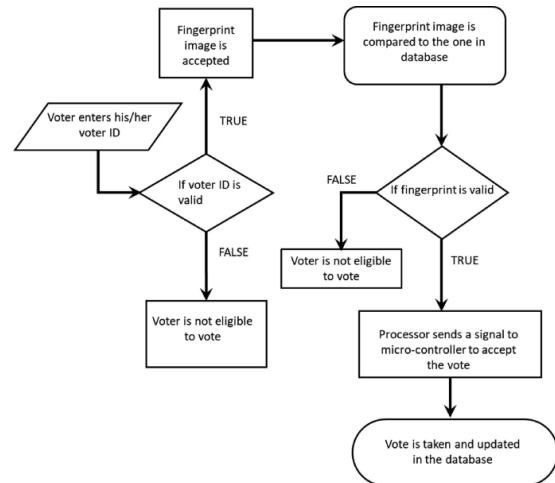 Fingerprint
image is
accepted
Fingerprint image is
compared to the one in
database
Voter enters his/her
voter ID
TRUE
If voter ID is
valid
FALSE
Voter is not eligible
to vote
If fingerprint is valid
FALSE
Voter is not eligible
to vote
TRUE
Processor sends a signal to
micro-controller to accept
the vote
Vote is taken and updated
in the database